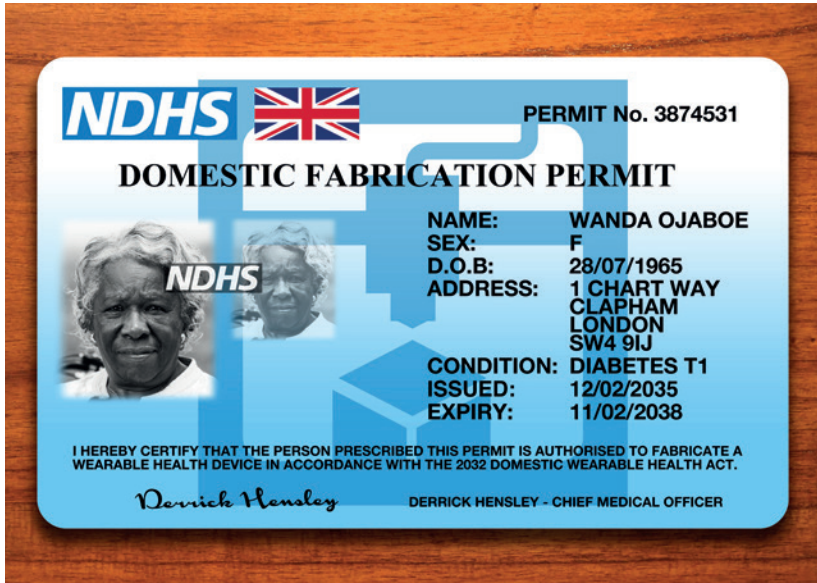 NDHS
PERMIT No. 3874531
DOMESTIC FABRICATION PERMIT
NDHS
NAME: WANDA OJABOE
SEX: F
D.O.B: 28/07/1965
ADDRESS: 1 CHART WAY
CLAPHAM
LONDON
SW4 9IJ
CONDITION: DIABETES T1
ISSUED: 12/02/2035
EXPIRY: 11/02/2038
I HEREBY CERTIFY THAT THE PERSON PRESCRIBED THIS PERMIT IS AUTHORISED TO FABRICATE A
WEARABLE HEALTH DEVICE IN ACCORDANCE WITH THE 2032 DOMESTIC WEARABLE HEALTH ACT.
Derrick Hensley
DERRICK HENSLEY - CHIEF MEDICAL OFFICER